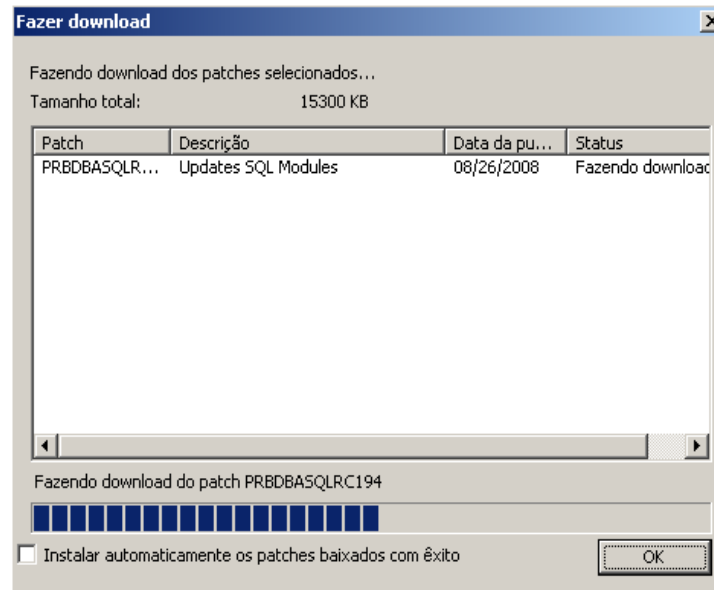 Fazer download
Fazendo download dos patches selecionados...
Tamanho total: 15300 KB
Patch Descrição Data da pu... Status
PRBDBASQLR... Updates SQL Modules 08/26/2008 Fazendo download
Fazendo download do patch PRBDBASQLRC194
Instalar automaticamente os patches baixados com êxito
OK